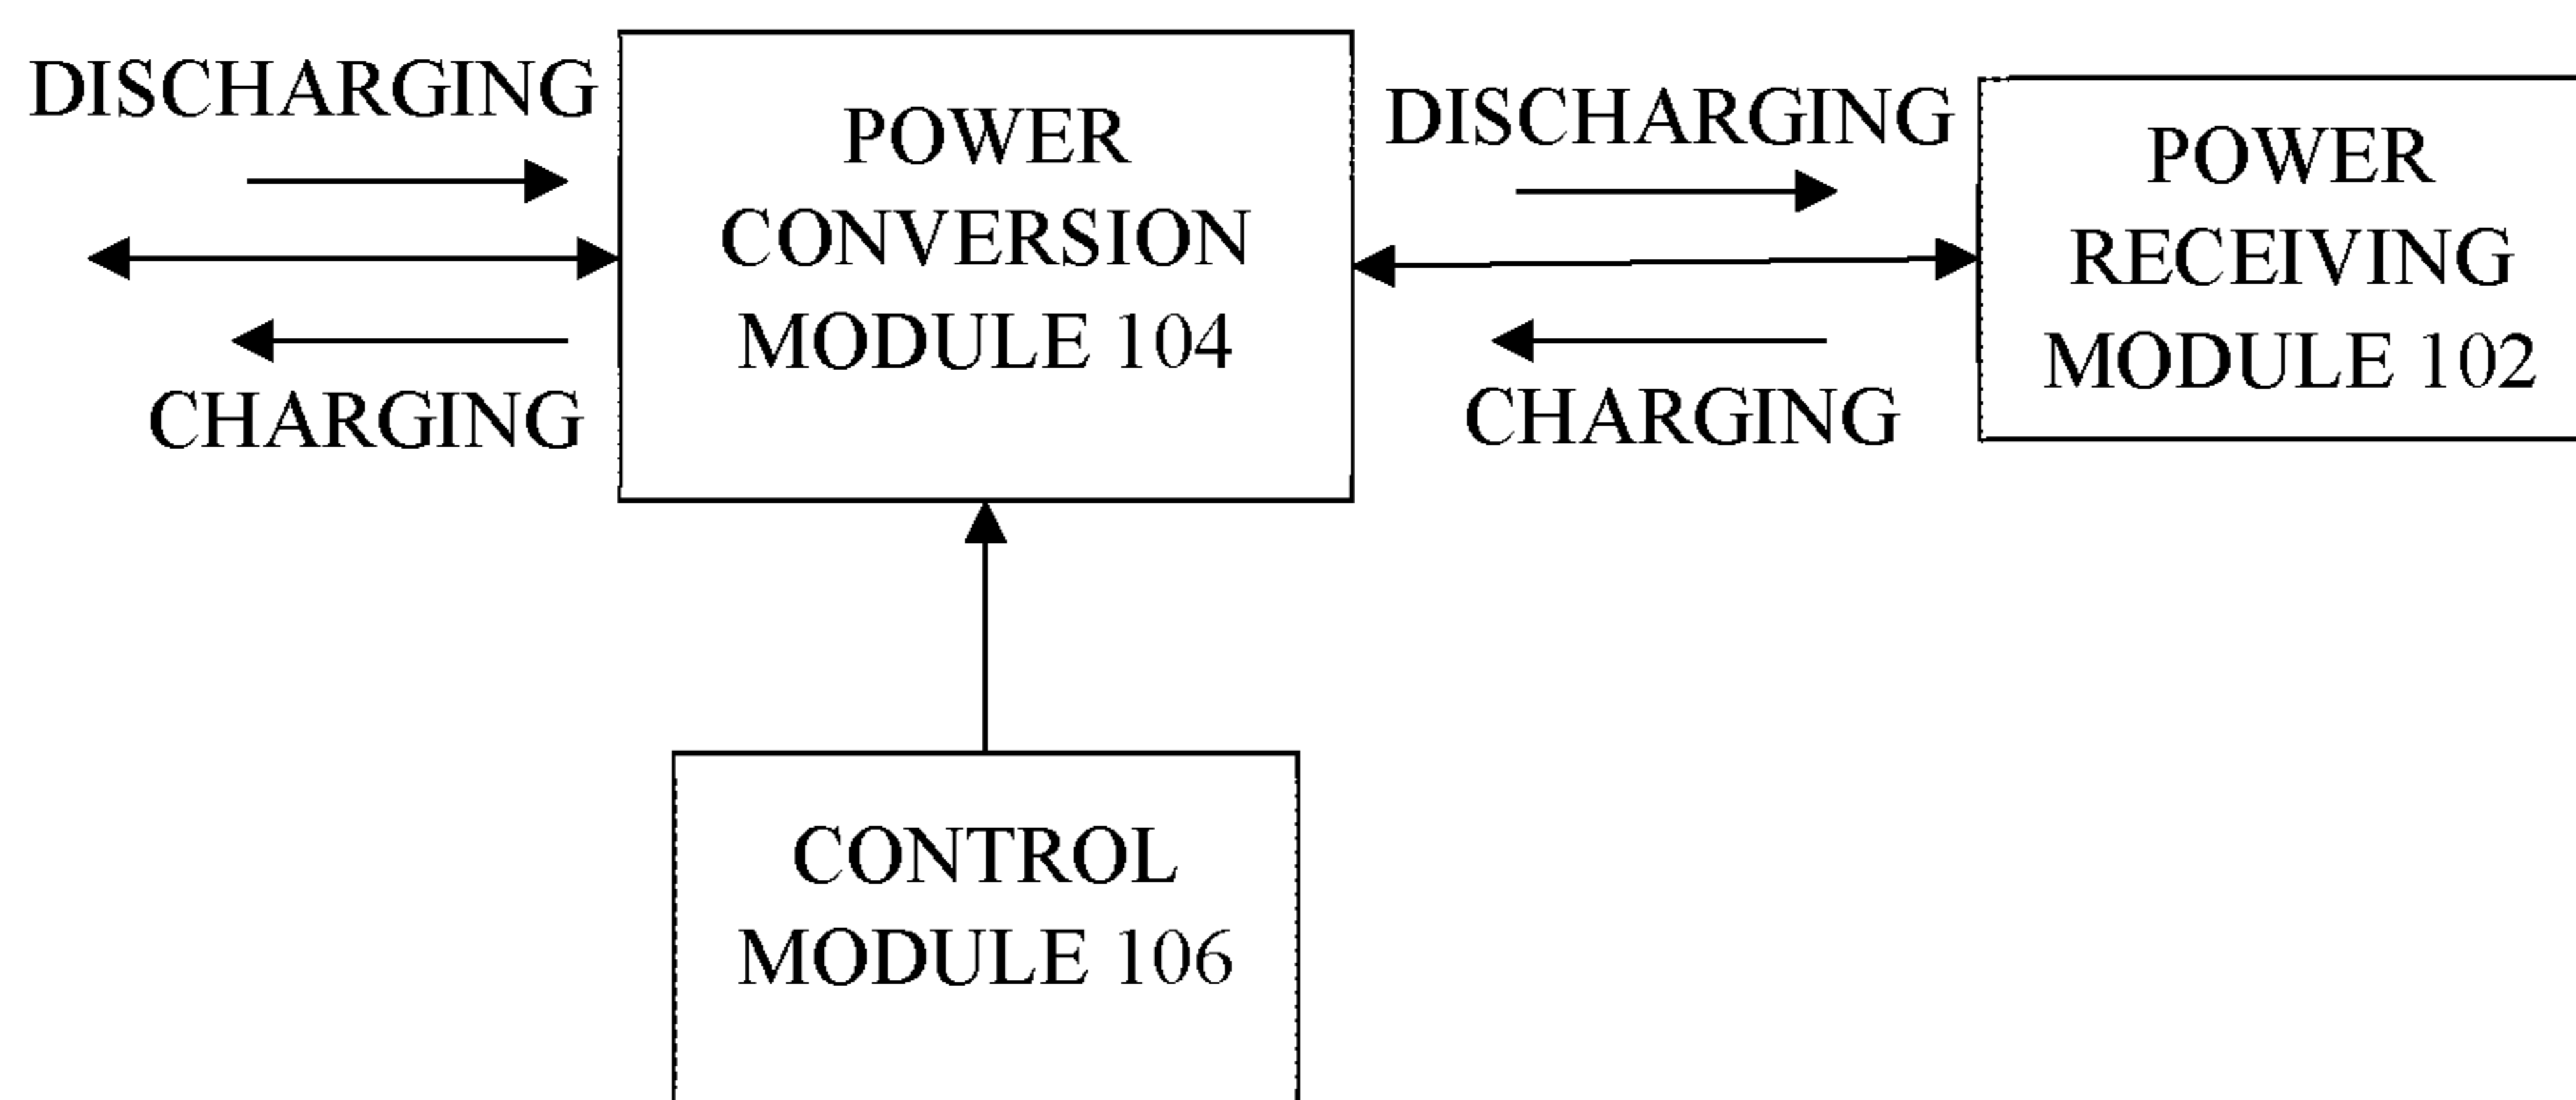 DISCHARGING
CHARGING
POWER
CONVERSION
MODULE 104
DISCHARGING
CHARGING
POWER
RECEIVING
MODULE 102
CONTROL
MODULE 106